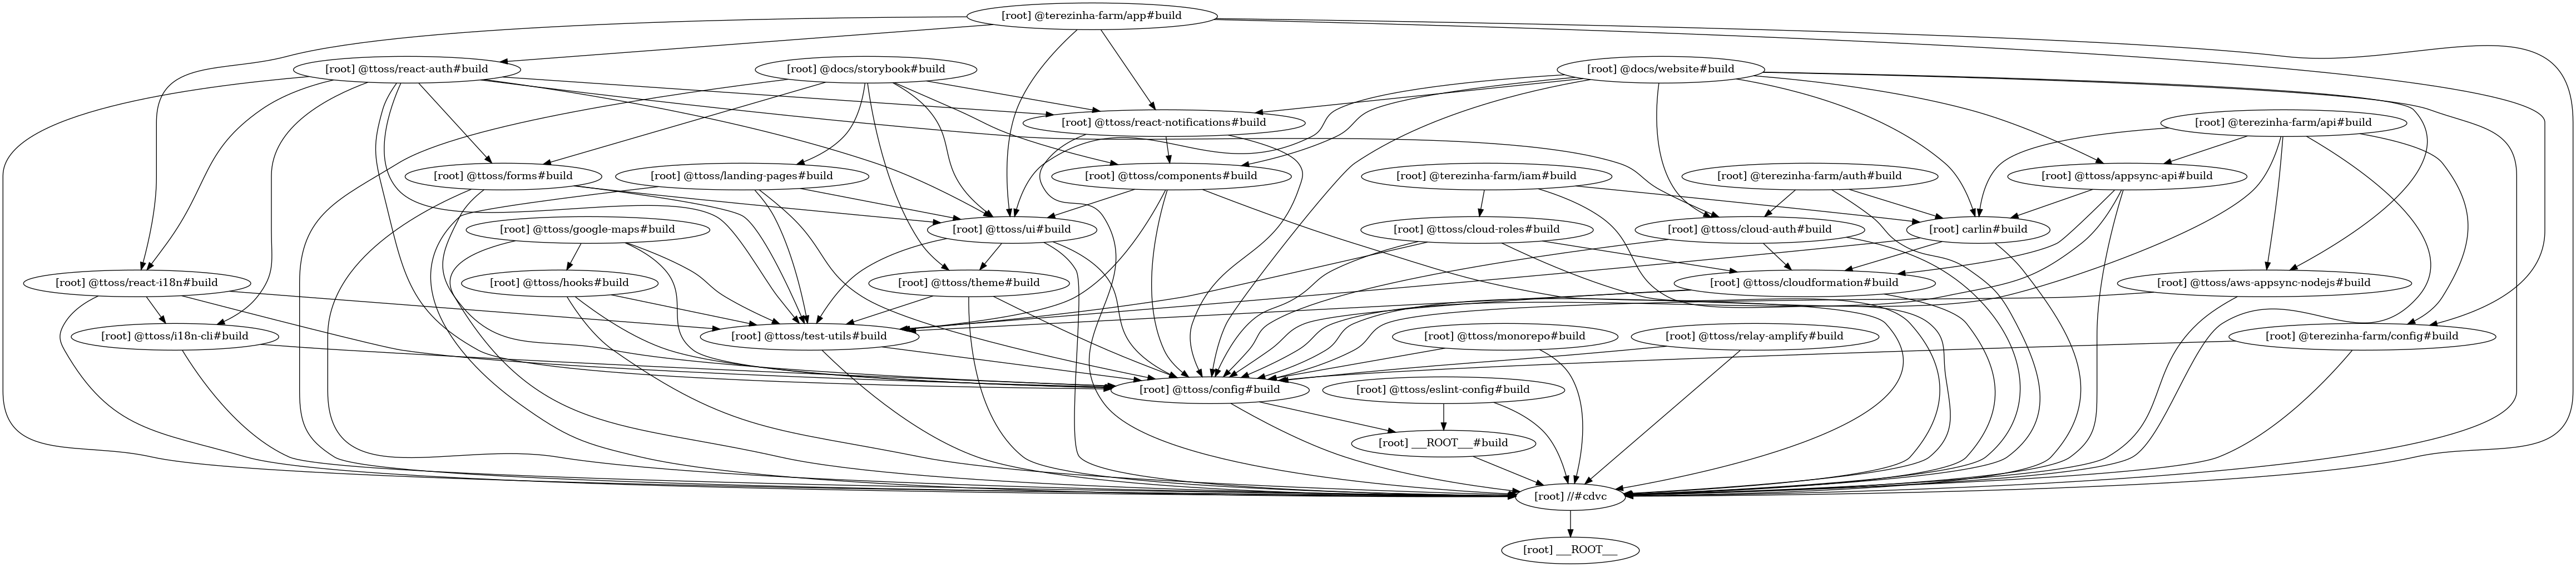 [root] @terezinha-farm/app#build
[root] @ttoss/react-auth#build
[root] @docs/storybook#build
[root] @docs/website#build
[root] @ttoss/react-notifications#build
[root] @terezinha-farm/api#build
[root] @ttoss/forms#build
[root] @ttoss/landing-pages#build
[root] @ttoss/components#build
[root] @terezinha-farm/iam#build
[root] @terezinha-farm/auth#build
[root] @ttoss/appsync-api#build
[root] @ttoss/google-maps#build
[root] @ttoss/ui#build
[root] @ttoss/cloud-roles#build
[root] @ttoss/cloud-auth#build
[root] carlin#build
[root] @ttoss/react-i18n#build
[root] @ttoss/hooks#build
[root] @ttoss/theme#build
[root] @ttoss/cloudformation#build
[root] @ttoss/aws-appsync-nodejs#build
[root] @ttoss/i18n-cli#build
[root] @ttoss/test-utils#build
[root] @ttoss/monorepo#build
[root] @ttoss/relay-amplify#build
[root] @terezinha-farm/config#build
[root] @ttoss/config#build
[root] @ttoss/eslint-config#build
[root] ___ROOT___#build
[root] //#cdvc
[root] ___ROOT___